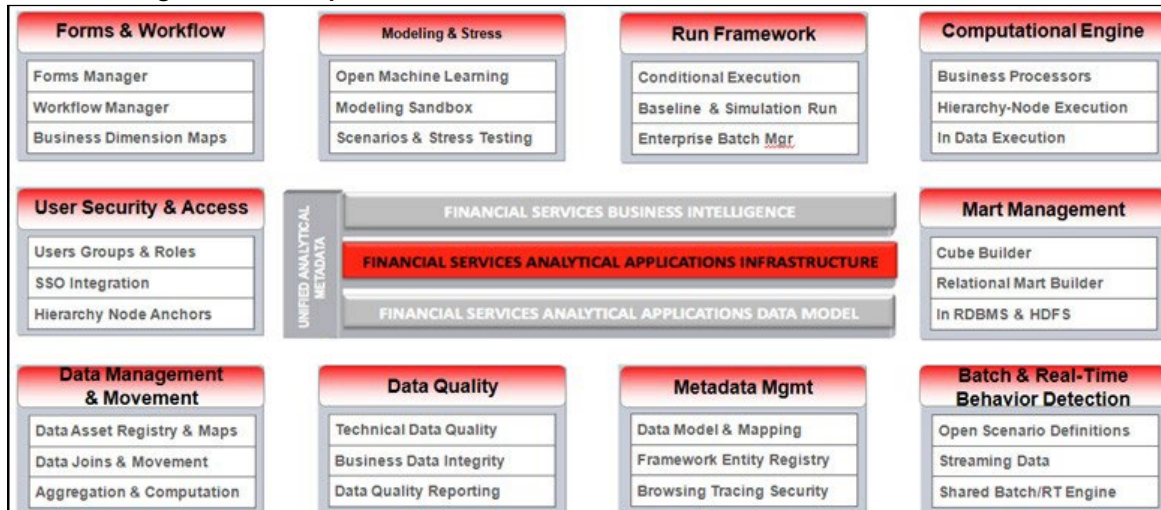 Forms & Workflow
Forms Manager
Workflow Manager
Business Dimension Maps
Modeling & Stress
Open Machine Learning
Modeling Sandbox
Scenarios & Stress Testing
Run Framework
Conditional Execution
Baseline & Simulation Run
Enterprise Batch Mgr
Computational Engine
Business Processors
Hierarchy-Node Execution
In Data Execution
User Security & Access
Users Groups & Roles
SSO Integration
Hierarchy Node Anchors
UNIFIED ANALYTICAL
METADATA
FINANCIAL SERVICES BUSINESS INTELLIGENCE
FINANCIAL SERVICES ANALYTICAL APPLICATIONS INFRASTRUCTURE
FINANCIAL SERVICES ANALYTICAL APPLICATIONS DATA MODEL
Mart Management
Cube Builder
Relational Mart Builder
In RDBMS & HDFS
Data Management
& Movement
Data Asset Registry & Maps
Data Joins & Movement
Aggregation & Computation
Data Quality
Technical Data Quality
Business Data Integrity
Data Quality Reporting
Metadata Mgmt
Data Model & Mapping
Framework Entity Registry
Browsing Tracing Security
Batch & Real-Time
Behavior Detection
Open Scenario Definitions
Streaming Data
Shared Batch/RT Engine